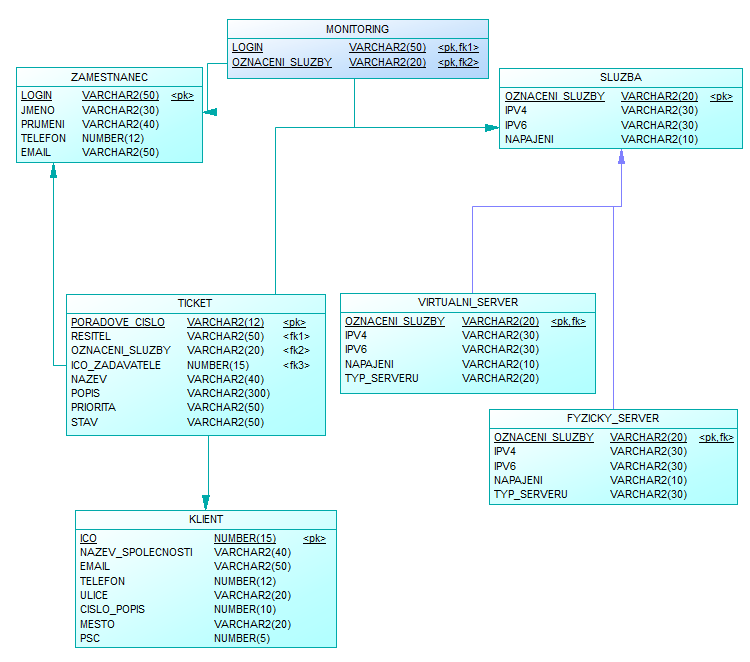 MONITORING
LOGIN VARCHAR2(50) <pk,fk1>
OZNACENI_SLUZBY VARCHAR2(20) <pk,fk2>
ZAMESTNANEC
LOGIN VARCHAR2(50) <pk>
JMENO VARCHAR2(30)
PRIJMENI VARCHAR2(40)
TELEFON NUMBER(12)
EMAIL VARCHAR2(50)
SLUZBA
OZNACENI_SLUZBY VARCHAR2(20) <pk>
IPV4 VARCHAR2(30)
IPV6 VARCHAR2(30)
NAPAJENI VARCHAR2(10)
TICKET
PORADOVE_CISLO VARCHAR2(12) <pk>
RESITEL VARCHAR2(50) <fk1>
OZNACENI_SLUZBY VARCHAR2(20) <fk2>
ICO_ZADAVATELE NUMBER(15) <fk3>
NAZEV VARCHAR2(40)
POPIS VARCHAR2(300)
PRIORITA VARCHAR2(50)
STAV VARCHAR2(50)
VIRTUALNI_SERVER
OZNACENI_SLUZBY VARCHAR2(20) <pk,fk>
IPV4 VARCHAR2(30)
IPV6 VARCHAR2(30)
NAPAJENI VARCHAR2(10)
TYP_SERVERU VARCHAR2(20)
FYZICKY_SERVER
OZNACENI_SLUZBY VARCHAR2(20) <pk,fk>
IPV4 VARCHAR2(30)
IPV6 VARCHAR2(30)
NAPAJENI VARCHAR2(10)
TYP_SERVERU VARCHAR2(30)
KLIENT
ICO NUMBER(15) <pk>
NAZEV_SPOLECNOSTI VARCHAR2(40)
EMAIL VARCHAR2(50)
TELEFON NUMBER(12)
ULICE VARCHAR2(20)
CISLO_POPIS NUMBER(10)
MESTO VARCHAR2(20)
PSC NUMBER(5)